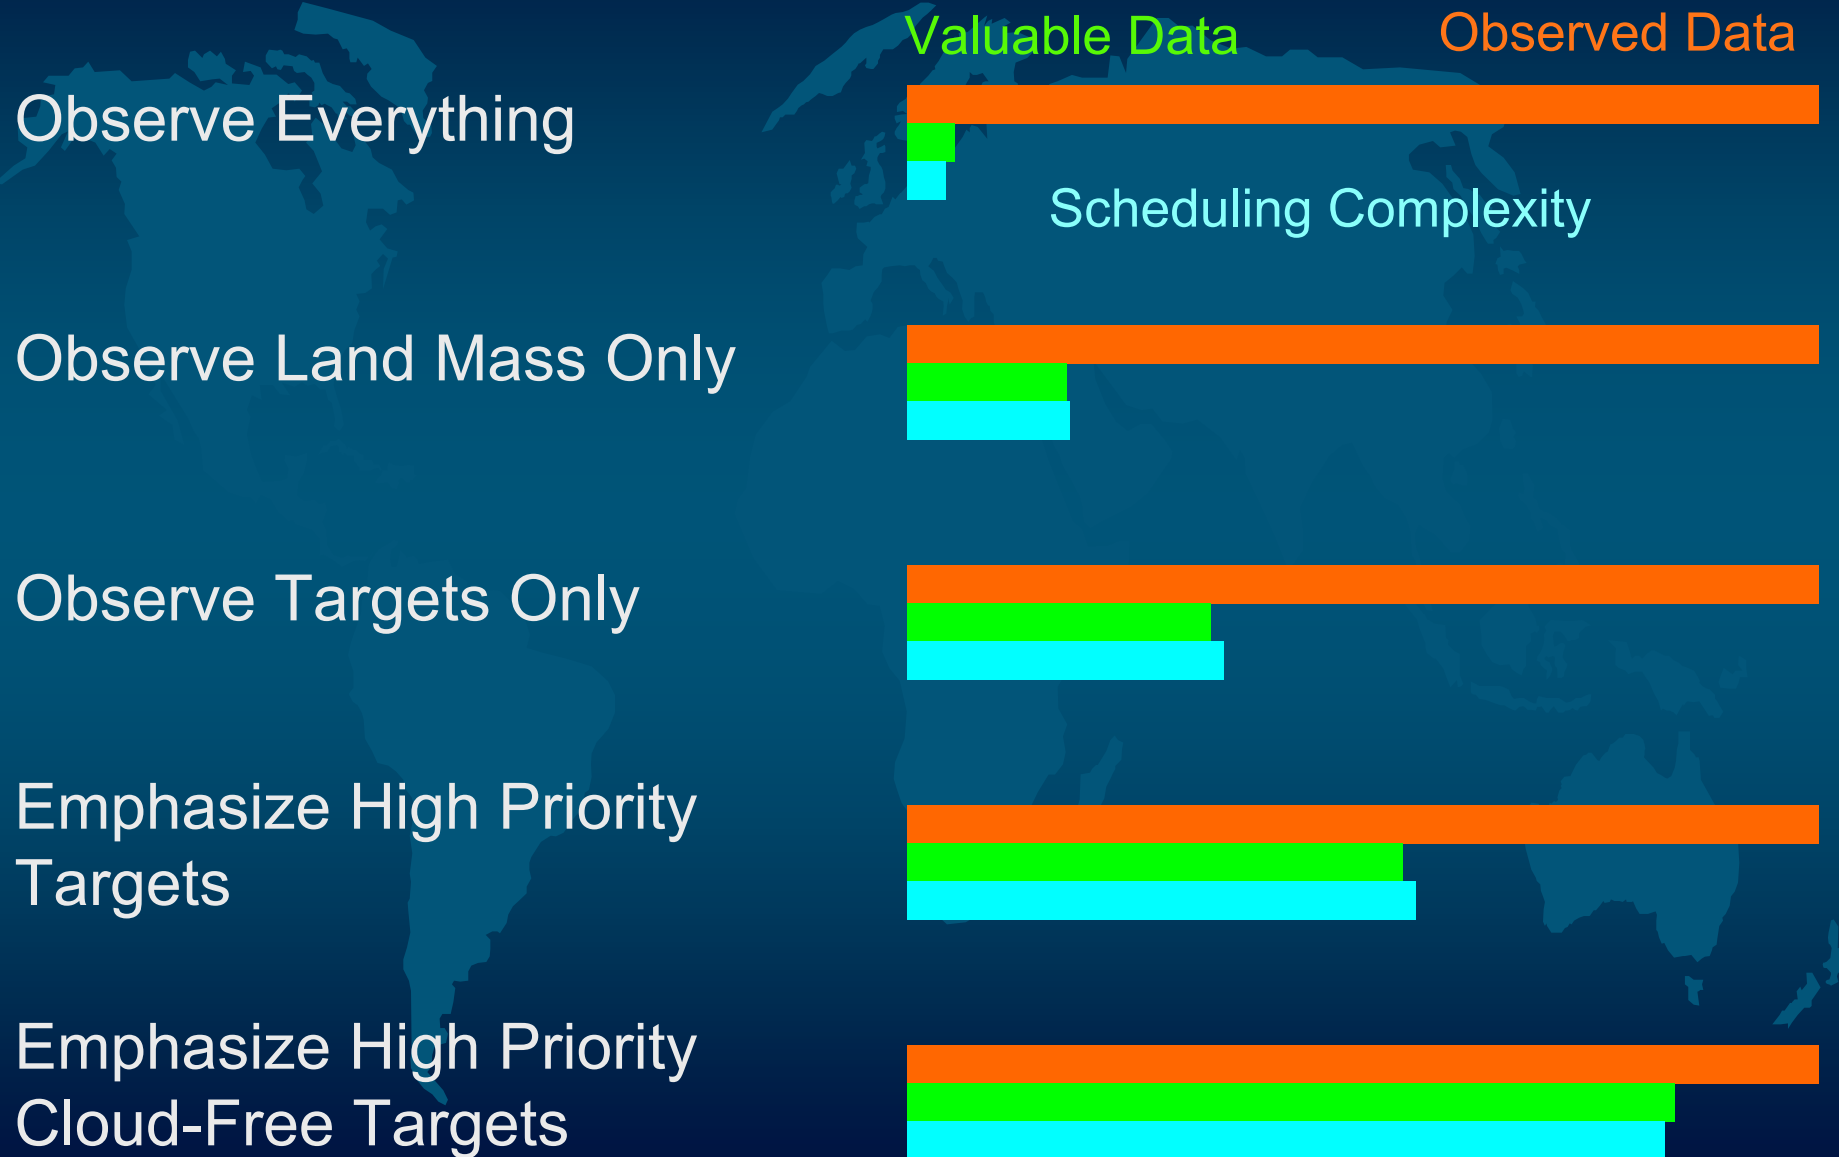 Valuable Data
Observed Data
Observe Everything
Scheduling Complexity
Observe Land Mass Only
Observe Targets Only
Emphasize High Priority
Targets
Emphasize High Priority
Cloud-Free Targets